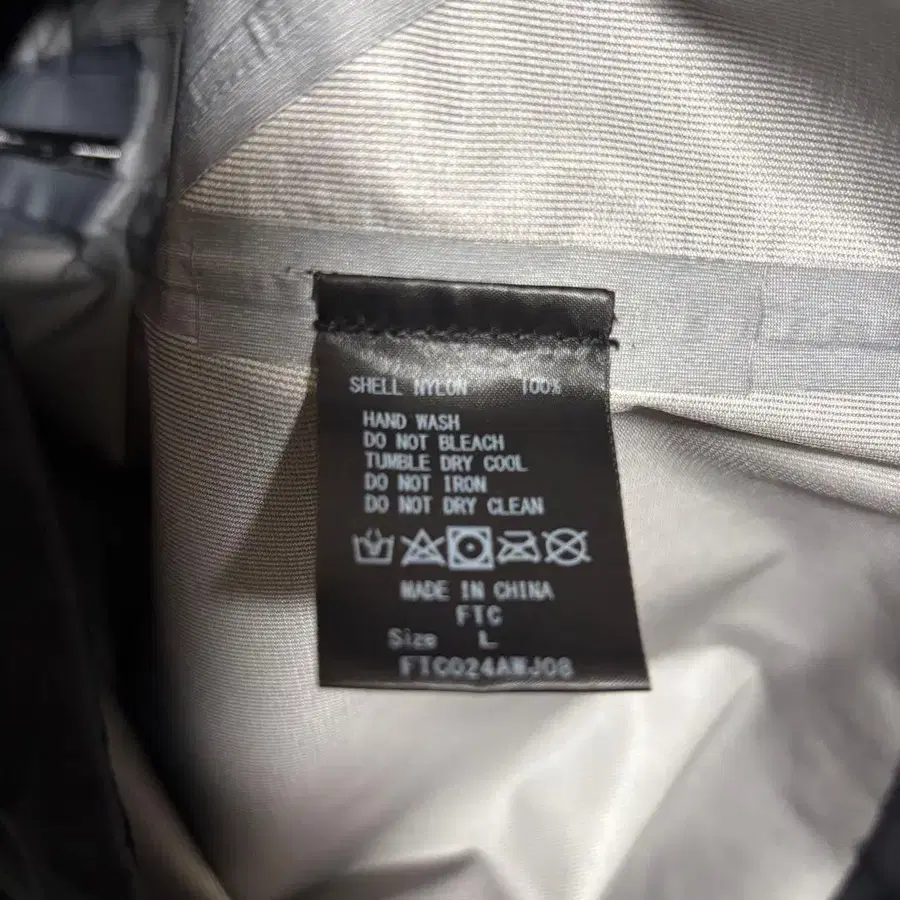 SHELL NYLON 100%
HAND WASH
DO NOT BLEACH
TUMBLE DRY COOL
DO NOT IRON
DO NOT DRY CLEAN
MADE IN CHINA
FTC
Size L
FTC024AWJ08